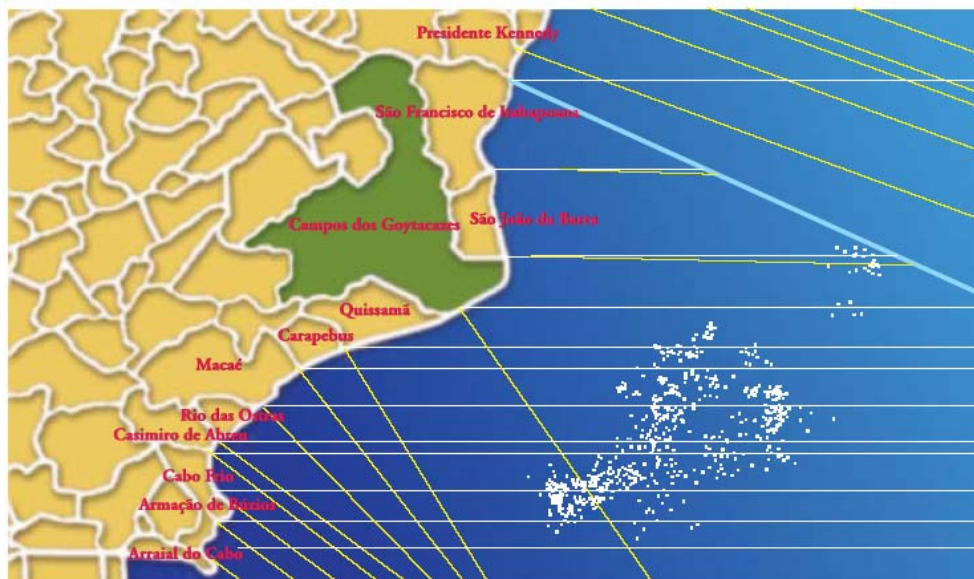 Presidente Kennedy
São Francisco de Itabapoana
Campos dos Goytacazes
São João da Barra
Quissamã
Carapebus
Macaé
Rio das Ostras
Casimiro de Abreu
Cabo Frio
Armação de Búzios
Arraial do Cabo